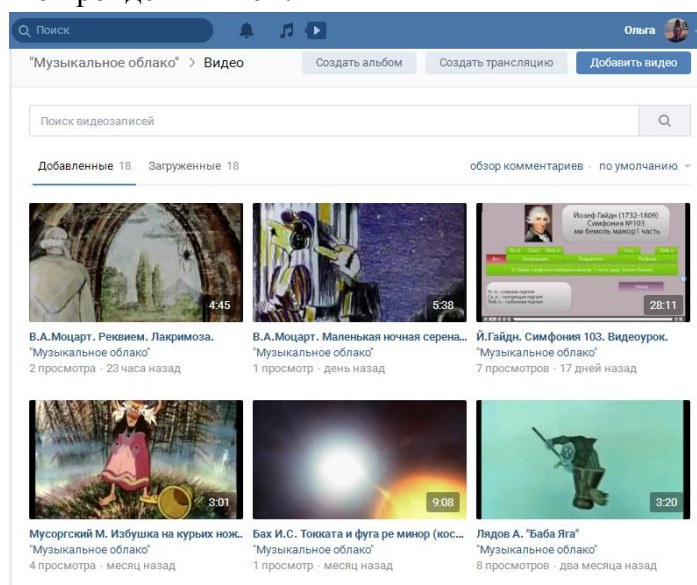 Поиск
Ольга
"Музыкальное облако" > Видео
Создать альбом
Создать трансляцию
Добавить видео
Поиск видеозаписей
Добавленные 18 Загруженные 18
обзор комментариев · по умолчанию
4:45
5:38
Йозеф Гайдн (1732-1809)
Симфония №103
ми бемоль мажор1 часть
Экспозиция
Разработка
Реприза
Назад
28:11
В.А.Моцарт. Реквием. Лакримоза.
"Музыкальное облако"
2 просмотра · 23 часа назад
В.А.Моцарт. Маленькая ночная серена...
"Музыкальное облако"
1 просмотр · день назад
Й.Гайдн. Симфония 103. Видеоурок.
"Музыкальное облако"
7 просмотров · 17 дней назад
3:01
9:08
3:20
Мусоргский М. Избушка на курьих нож...
"Музыкальное облако"
4 просмотра · месяц назад
Бах И.С. Токката и фуга ре минор (кос...
"Музыкальное облако"
1 просмотр · месяц назад
Лядов А. "Баба Яга"
"Музыкальное облако"
8 просмотров · два месяца назад